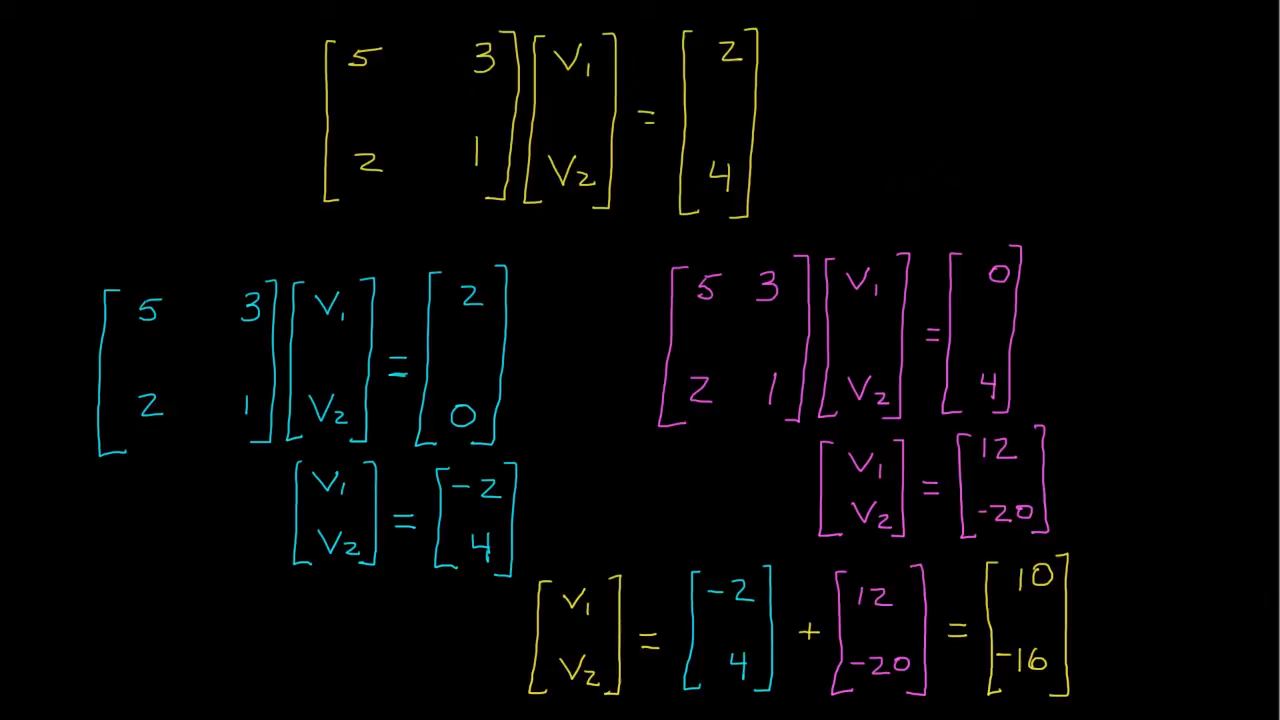 [5 3] [V1] = [2]
[2 1] [V2] [4]
[5 3] [V1] = [2]
[2 1] [V2] [0]
[V1] = [-2]
[V2] [4]
[5 3] [V1] = [0]
[2 1] [V2] [4]
[V1] = [12]
[V2] [-20]
[V1] = [-2] + [12] = [10]
[V2] [4] [-20] [-16]